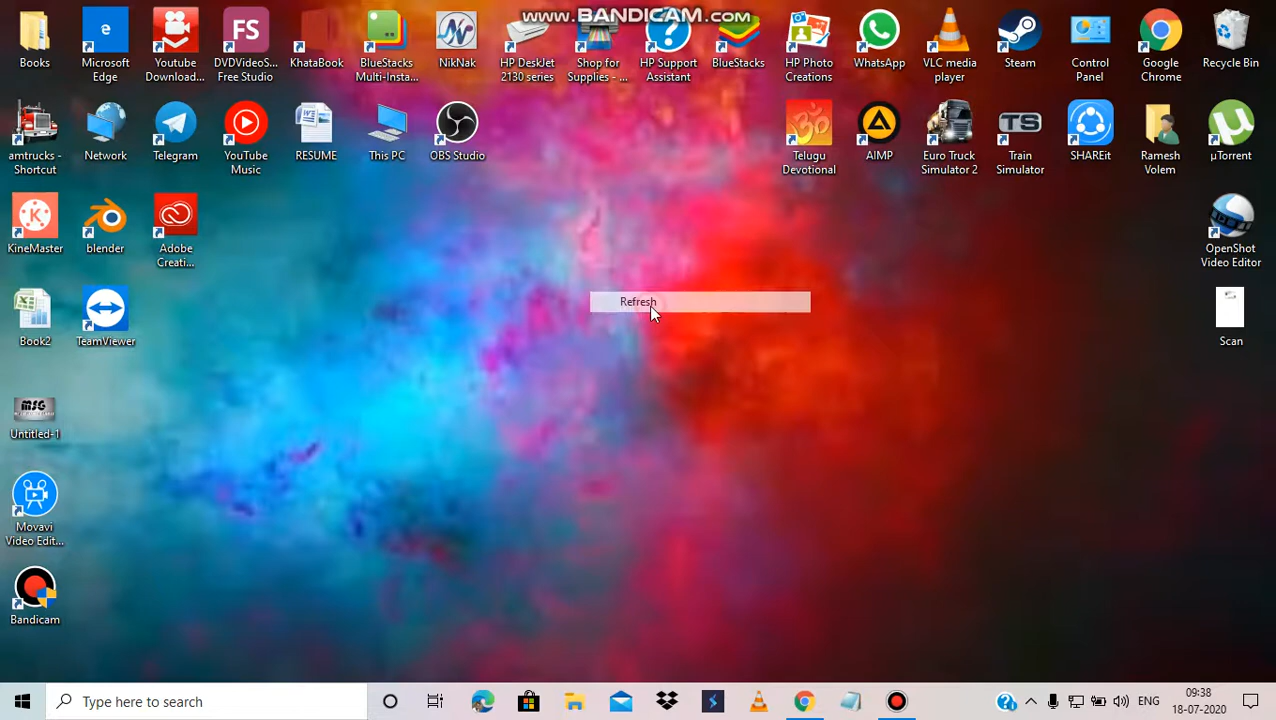 www.BANDICAM.com
Books
Microsoft
Edge
Youtube
Download...
FS
DVDVideoS...
Free Studio
KhataBook
BlueStacks
Multi-Insta...
NikNak
HP DeskJet
2130 series
Shop for
Supplies - ...
HP Support
Assistant
BlueStacks
HP Photo
Creations
WhatsApp
VLC media
player
Steam
Control
Panel
Google
Chrome
Recycle Bin
amtrucks -
Shortcut
Network
Telegram
YouTube
Music
RESUME
This PC
OBS Studio
Telugu
Devotional
AIMP
Euro Truck
Simulator 2
TS
Train
Simulator
SHAREit
Ramesh
Volem
µTorrent
KineMaster
blender
Adobe
Creati...
OpenShot
Video Editor
Book2
TeamViewer
Refresh
Scan
MSG
Untitled-1
Movavi
Video Edit...
Bandicam
Type here to search
ENG
09:38
18-07-2020